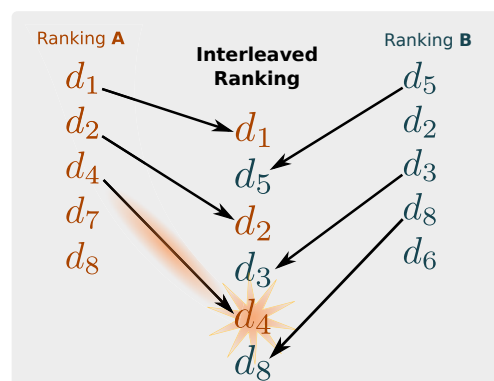 Ranking A
d1
d2
d4
d7
d8
Interleaved
Ranking
d1
d5
d2
d3
d4
d8
Ranking B
d5
d2
d3
d8
d6